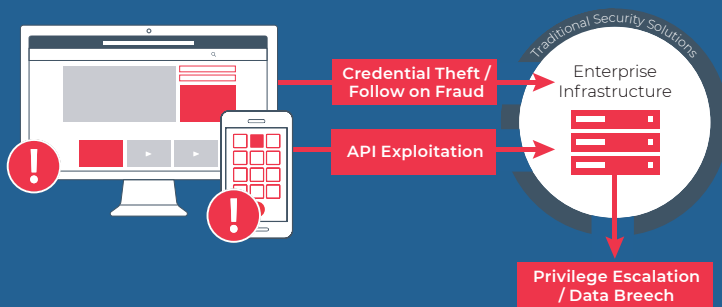 Traditional Security Solutions
Credential Theft /
Follow on Fraud
Enterprise
Infrastructure
API Exploitation
Privilege Escalation
/ Data Breech